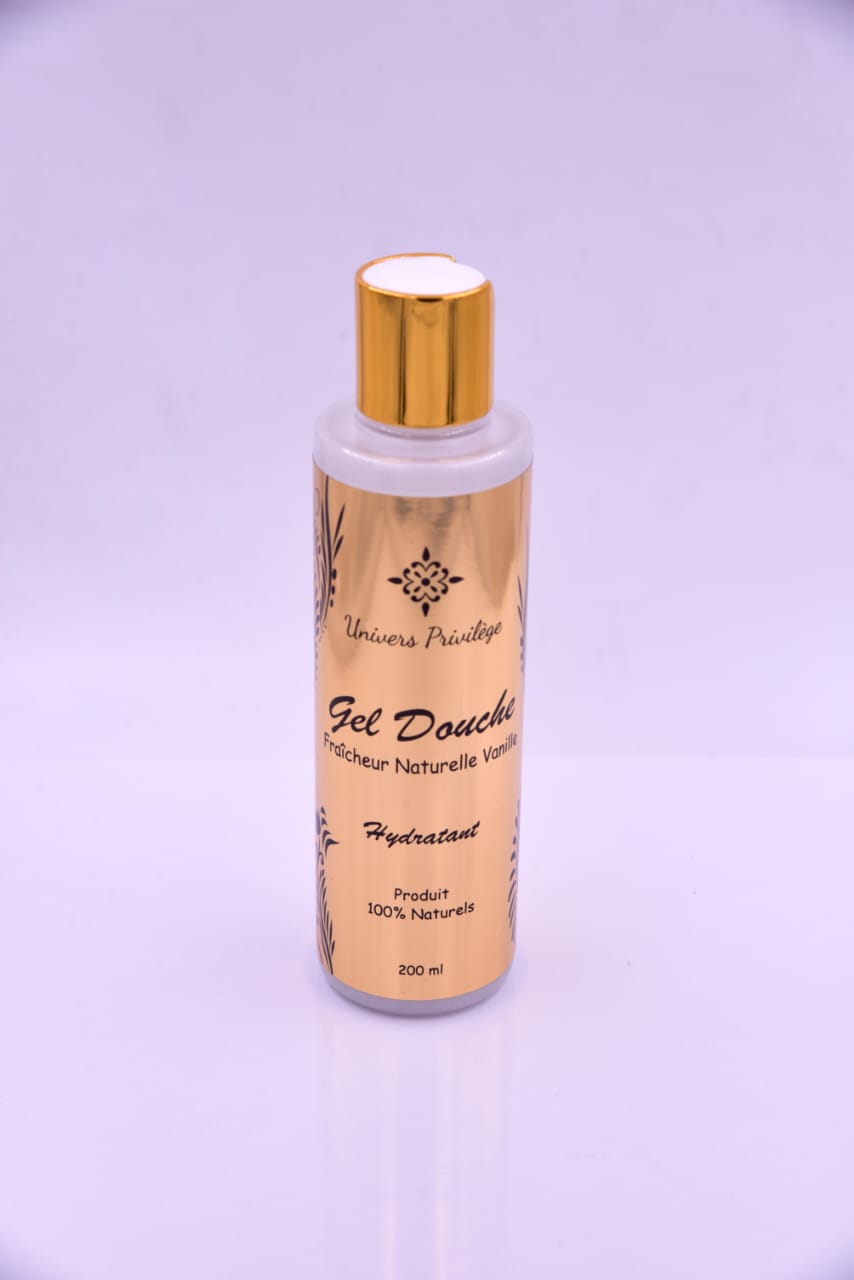 Univers Privilège
Gel Douche
Fraîcheur Naturelle Vanille
Hydratant
Produit
100% Naturels
200 ml